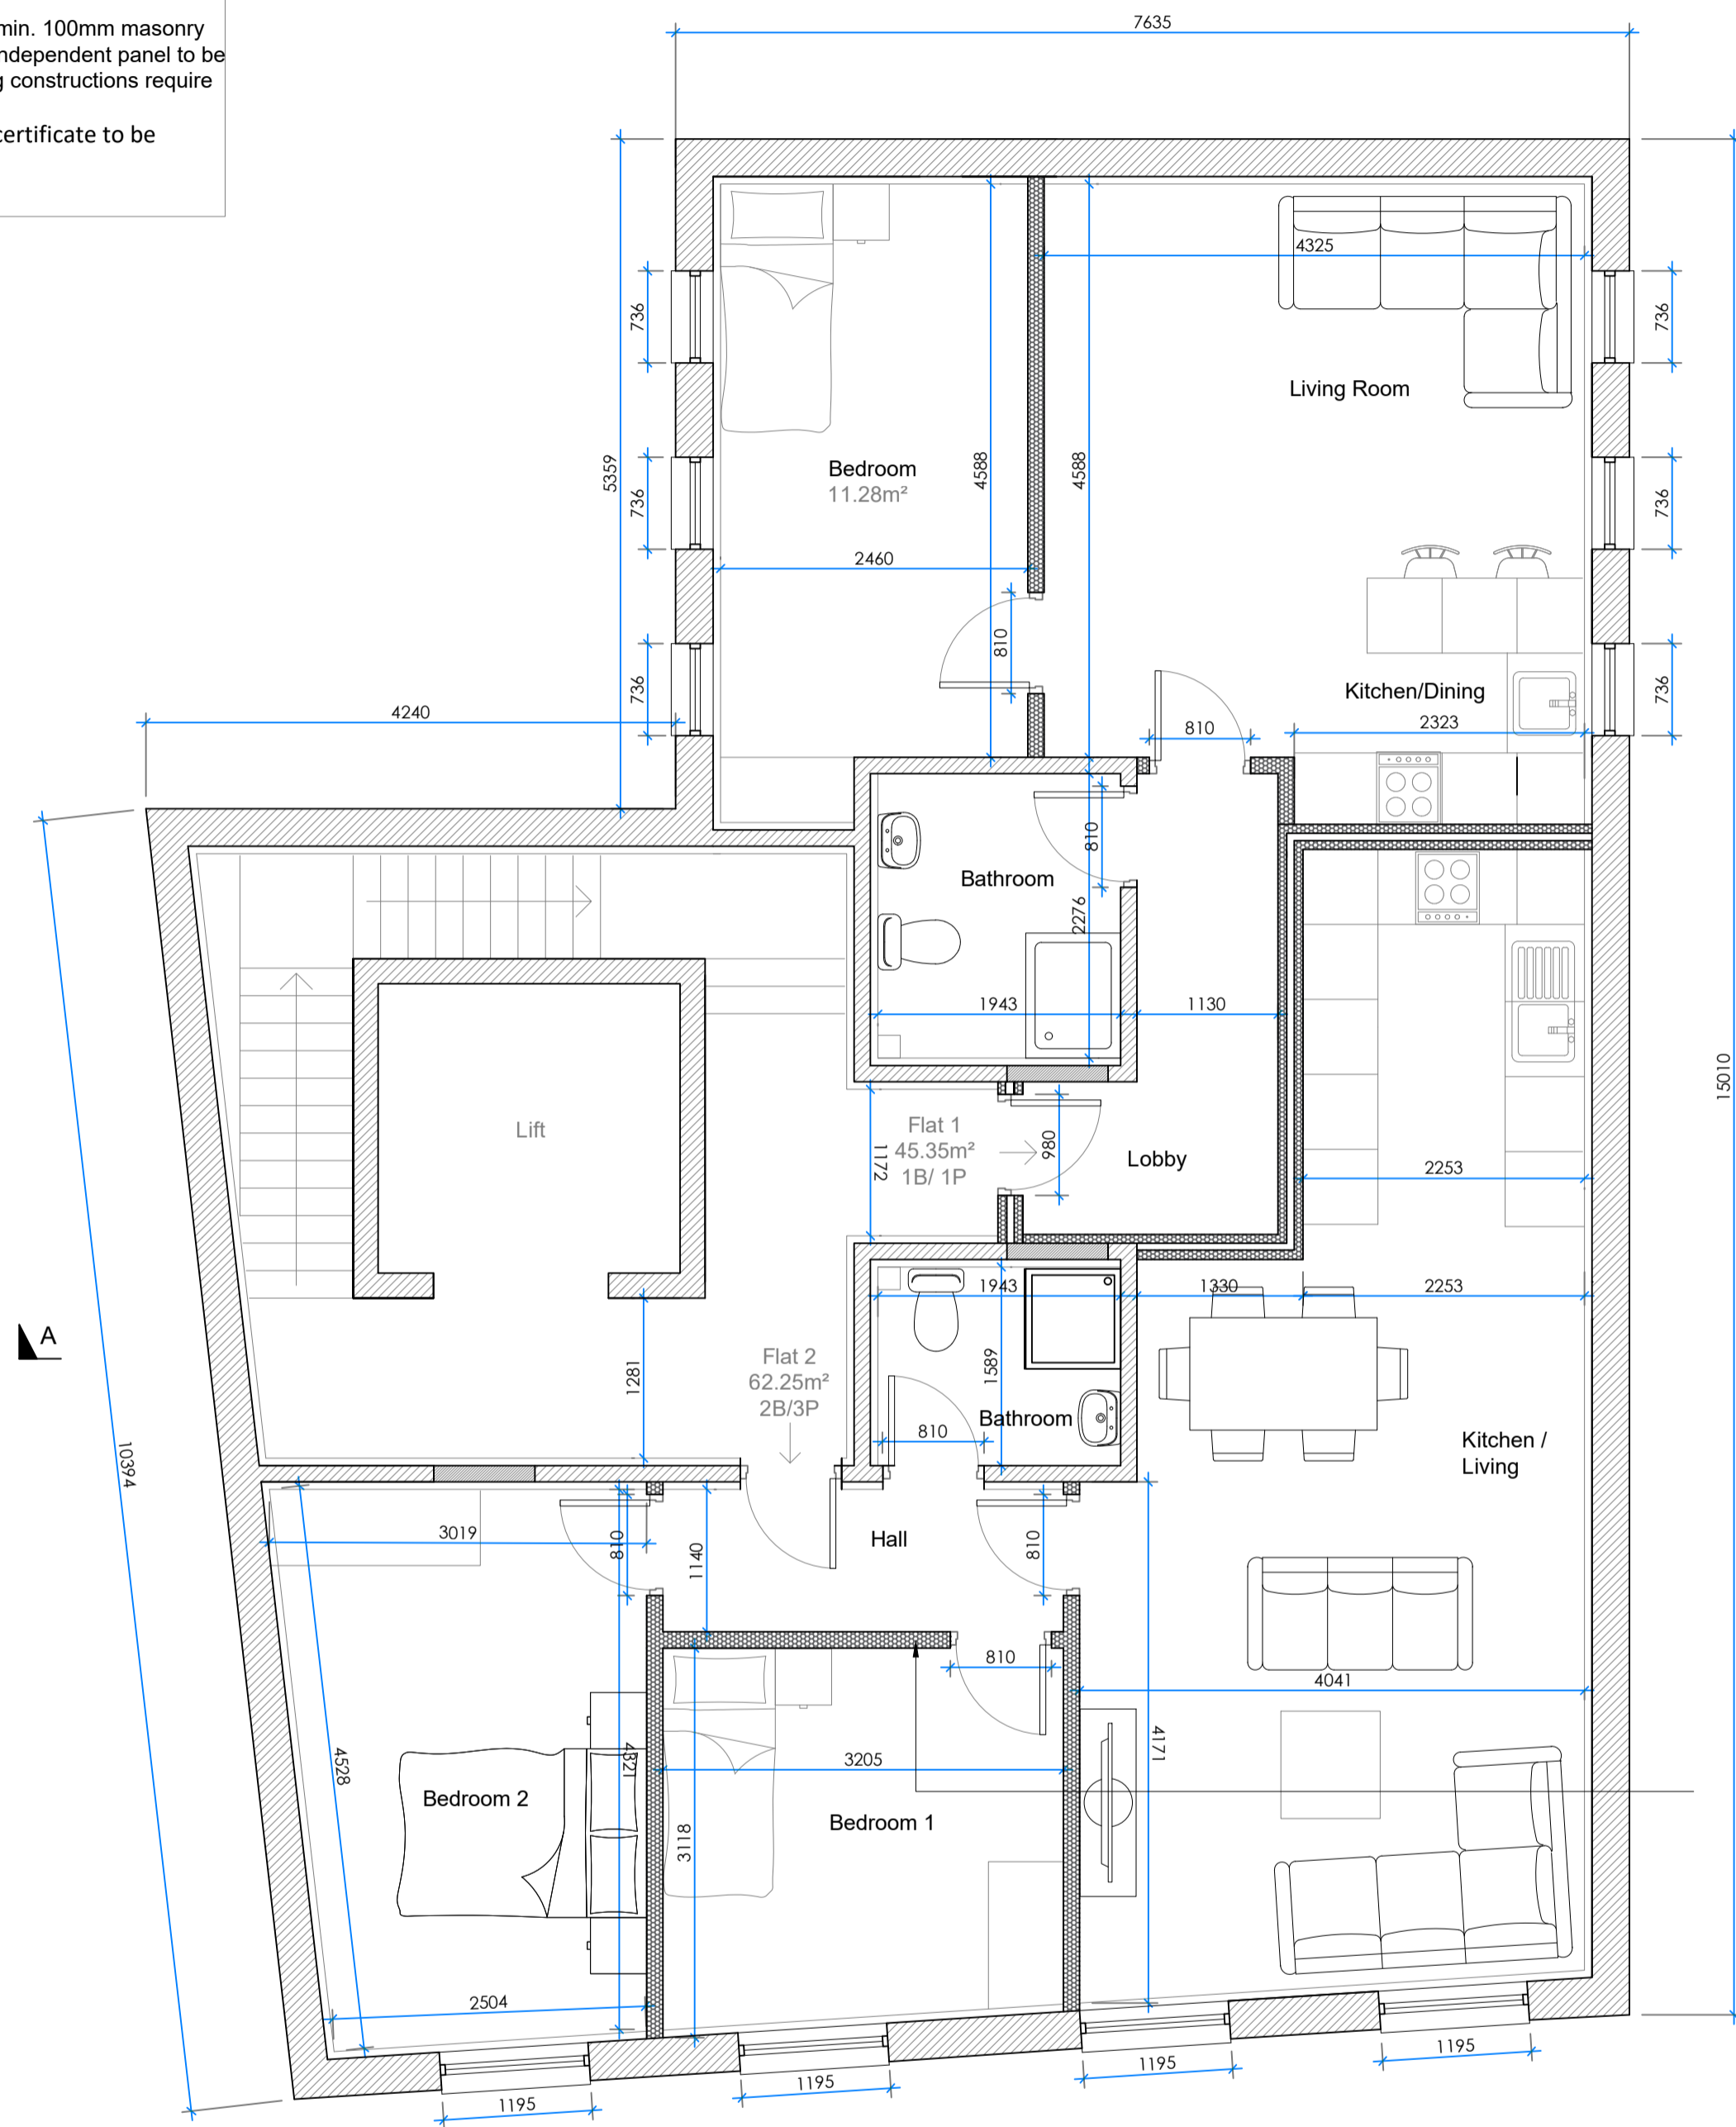 min. 100mm masonry
independent panel to be
g constructions require
certificate to be
7635
4325
736
736
Living Room
5359
Bedroom
11.28m²
4588
4588
736
736
2460
810
736
736
Kitchen/Dining
4240
810
2323
810
Bathroom
2276
1943
1130
15010
Lift
Flat 1
45.35m²
1B/ 1P
1172
980
Lobby
2253
1943
1330
2253
A
1281
Flat 2
62.25m²
2B/3P
1589
Bathroom
810
Kitchen /
Living
10394
3019
810
1140
Hall
810
810
4041
4528
4321
4171
3205
Bedroom 2
Bedroom 1
3118
2504
1195
1195
1195
1195